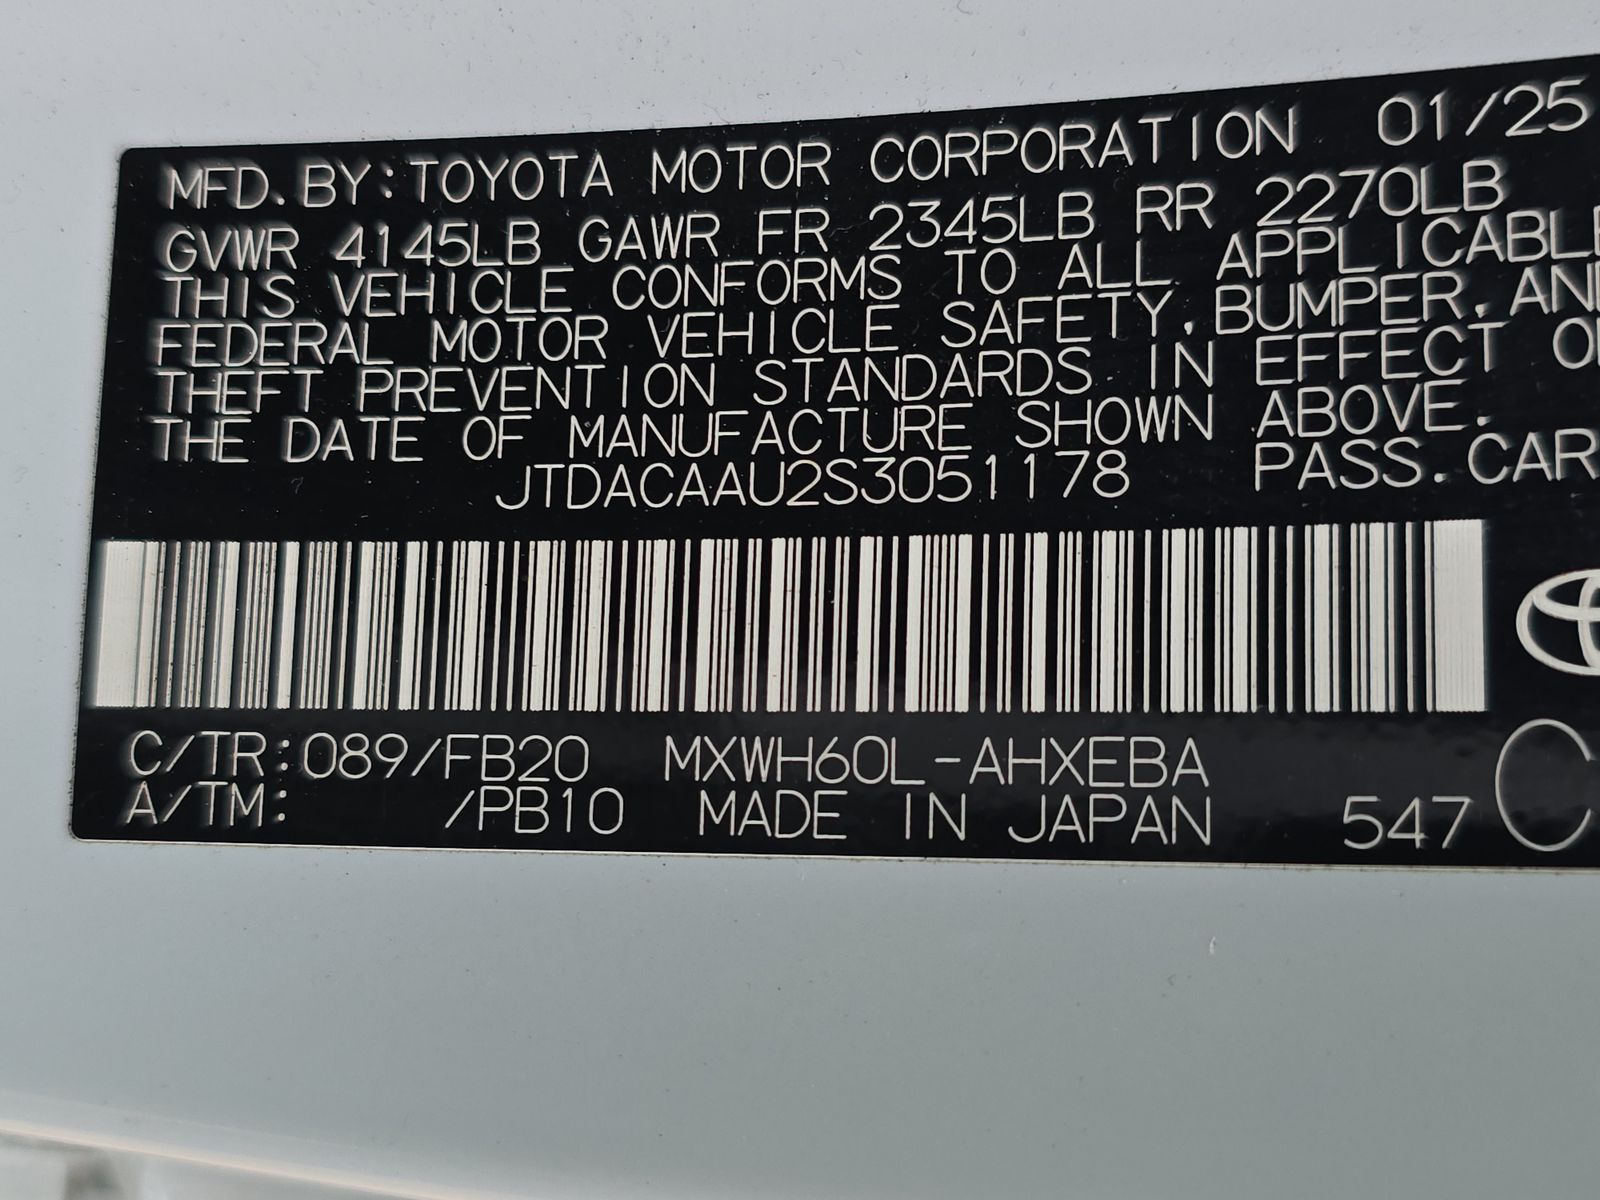 MFD. BY: TOYOTA MOTOR CORPORATION 01/25
GVWR 4145LB GAWR FR 2345LB RR 2270LB
THIS VEHICLE CONFORMS TO ALL APPLICABLE
FEDERAL MOTOR VEHICLE SAFETY, BUMPER, AND
THEFT PREVENTION STANDARDS IN EFFECT
THE DATE OF MANUFACTURE SHOWN ABOVE.
JTDACAAU2S3051178 PASS. CAR
C/TR: 089/FB20 MXWH60L-AHXEBA
A/TM: /PB10 MADE IN JAPAN 547